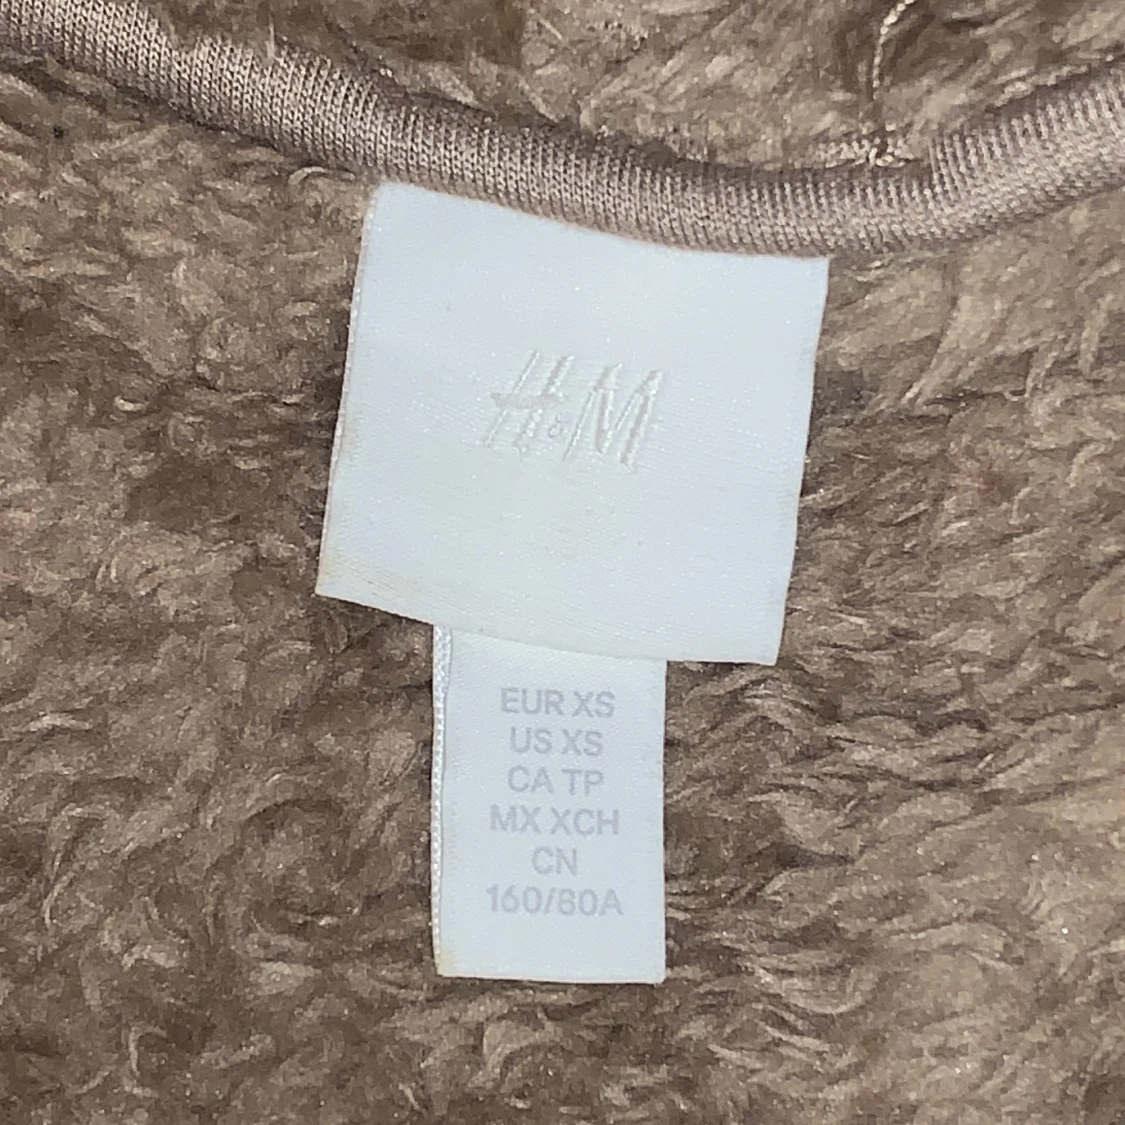 H&M
EUR XS
US XS
CA TP
MX XCH
CN
160/80A